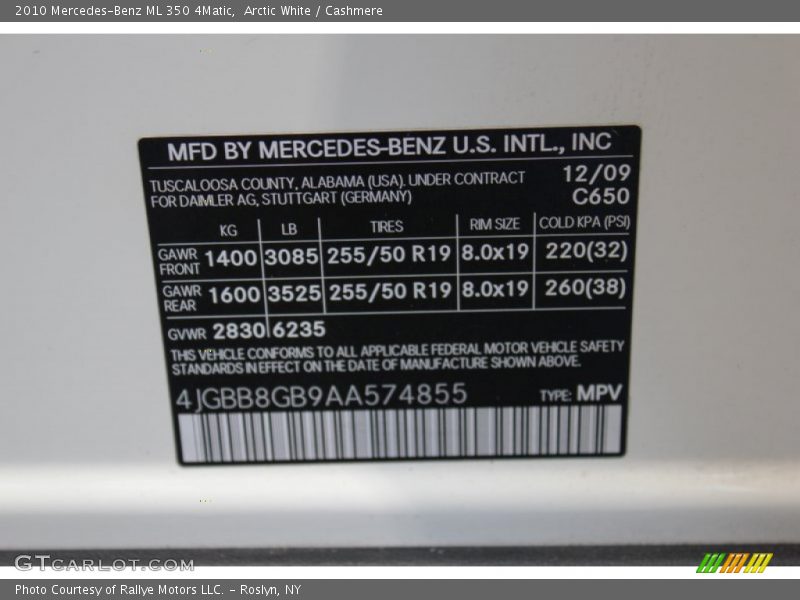 2010 Mercedes-Benz ML 350 4Matic, Arctic White / Cashmere
MFD BY MERCEDES-BENZ U.S. INTL., INC
TUSCALOOSA COUNTY, ALABAMA (USA). UNDER CONTRACT 12/09
FOR DAIMLER AG, STUTTGART (GERMANY) C650
KG LB TIRES RIM SIZE COLD KPA (PSI)
GAWR FRONT 1400 3085 255/50 R19 8.0x19 220(32)
GAWR REAR 1600 3525 255/50 R19 8.0x19 260(38)
GVWR 2830 6235
THIS VEHICLE CONFORMS TO ALL APPLICABLE FEDERAL MOTOR VEHICLE SAFETY
STANDARDS IN EFFECT ON THE DATE OF MANUFACTURE SHOWN ABOVE.
4JGBB8GB9AA574855 TYPE: MPV
GTCARLOT.COM
Photo Courtesy of Rallye Motors LLC. - Roslyn, NY